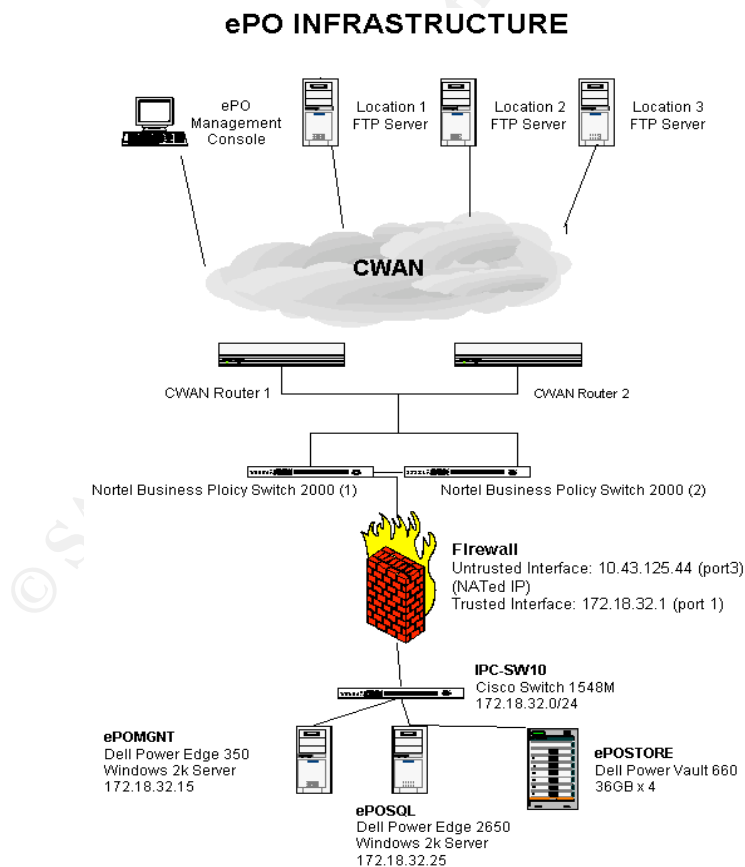 ePO INFRASTRUCTURE
ePO
Management
Console
Location 1
FTP Server
Location 2
FTP Server
Location 3
FTP Server
1
CWAN
CWAN Router 1
CWAN Router 2
Nortel Business Ploicy Switch 2000 (1)
Nortel Business Policy Switch 2000 (2)
Firewall
Untrusted Interface: 10.43.125.44 (port3)
(NATed IP)
Trusted Interface: 172.18.32.1 (port 1)
IPC-SW10
Cisco Switch 1548M
172.18.32.0/24
ePOMGNT
Dell Power Edge 350
Windows 2k Server
172.18.32.15
ePOSQL
Dell Power Edge 2650
Windows 2k Server
172.18.32.25
ePOSTORE
Dell Power Vault 660
36GB x 4